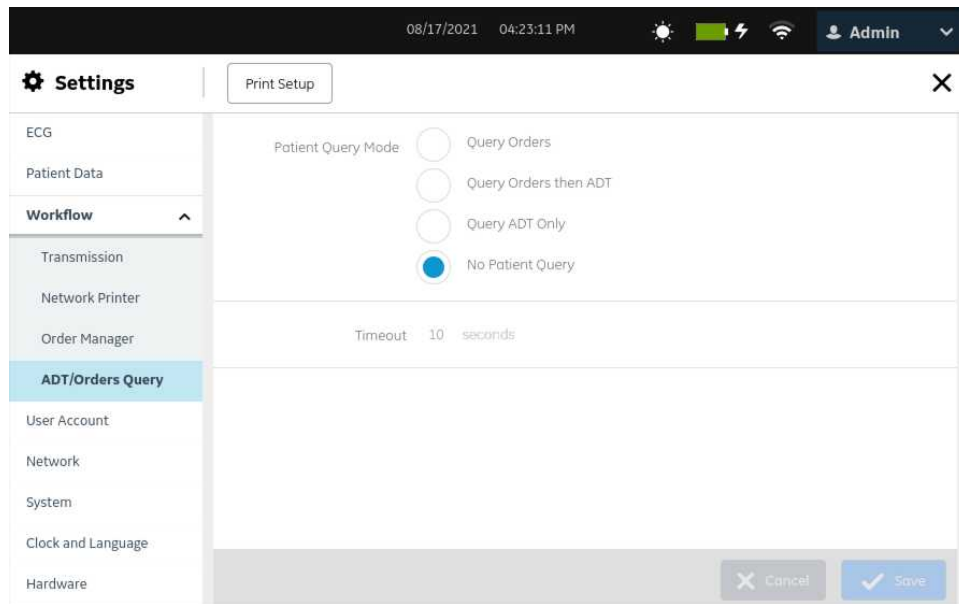 08/17/2021 04:23:11 PM Admin
Settings Print Setup
ECG
Patient Data
Workflow
Transmission
Network Printer
Order Manager
ADT/Orders Query
User Account
Network
System
Clock and Language
Hardware
Patient Query Mode
Query Orders
Query Orders then ADT
Query ADT Only
No Patient Query
Timeout 10 seconds
Cancel Save